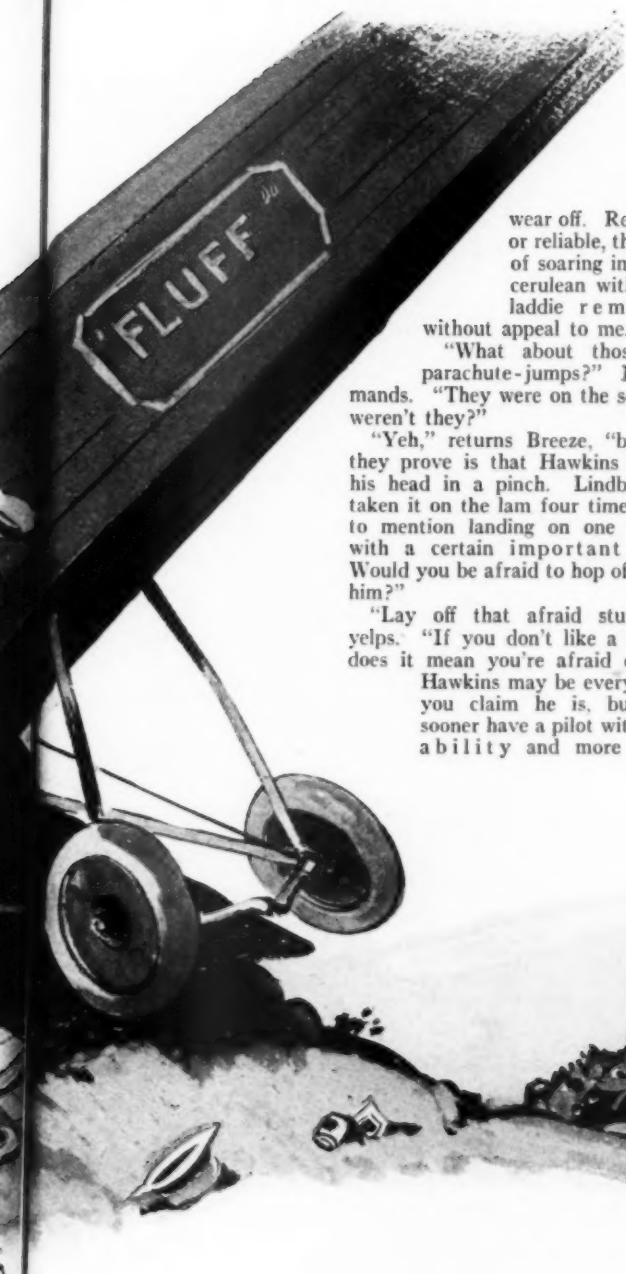 "FLUFF"
wear off. Re
or reliable, th
of soaring in
cerulean wit
laddie rem
without appeal to me.
"What about thos
parachute-jumps?" I
mands. "They were on the s
weren't they?"
"Yeh," returns Breeze, "b
they prove is that Hawkins
his head in a pinch. Lindb
taken it on the lam four time
to mention landing on one
with a certain important
Would you be afraid to hop of
him?"
"Lay off that afraid stu
yelps. "If you don't like a
does it mean you're afraid
Hawkins may be every
you claim he is, bu
sooner have a pilot wit
ability and more